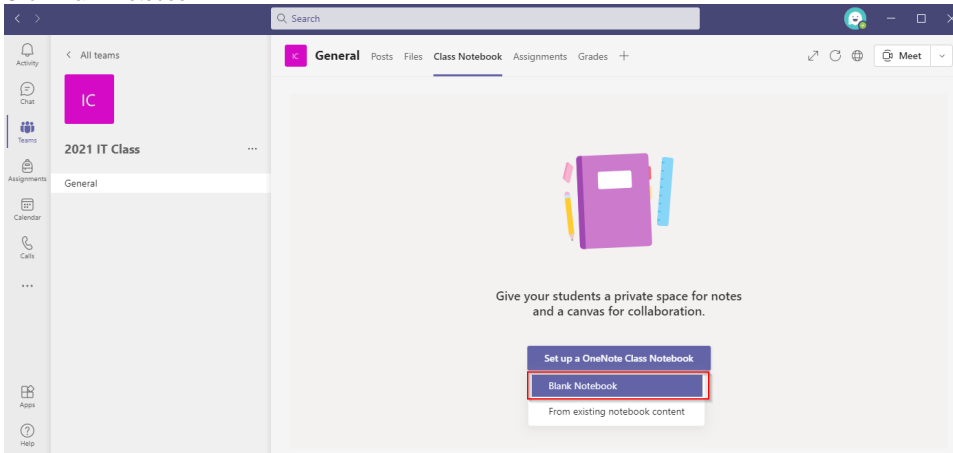 Search
Activity
Chat
Teams
Assignments
Calendar
Calls
Apps
Help
All teams
IC
2021 IT Class
General
IC
General Posts Files Class Notebook Assignments Grades
Meet
Give your students a private space for notes
and a canvas for collaboration.
Set up a OneNote Class Notebook
Blank Notebook
From existing notebook content